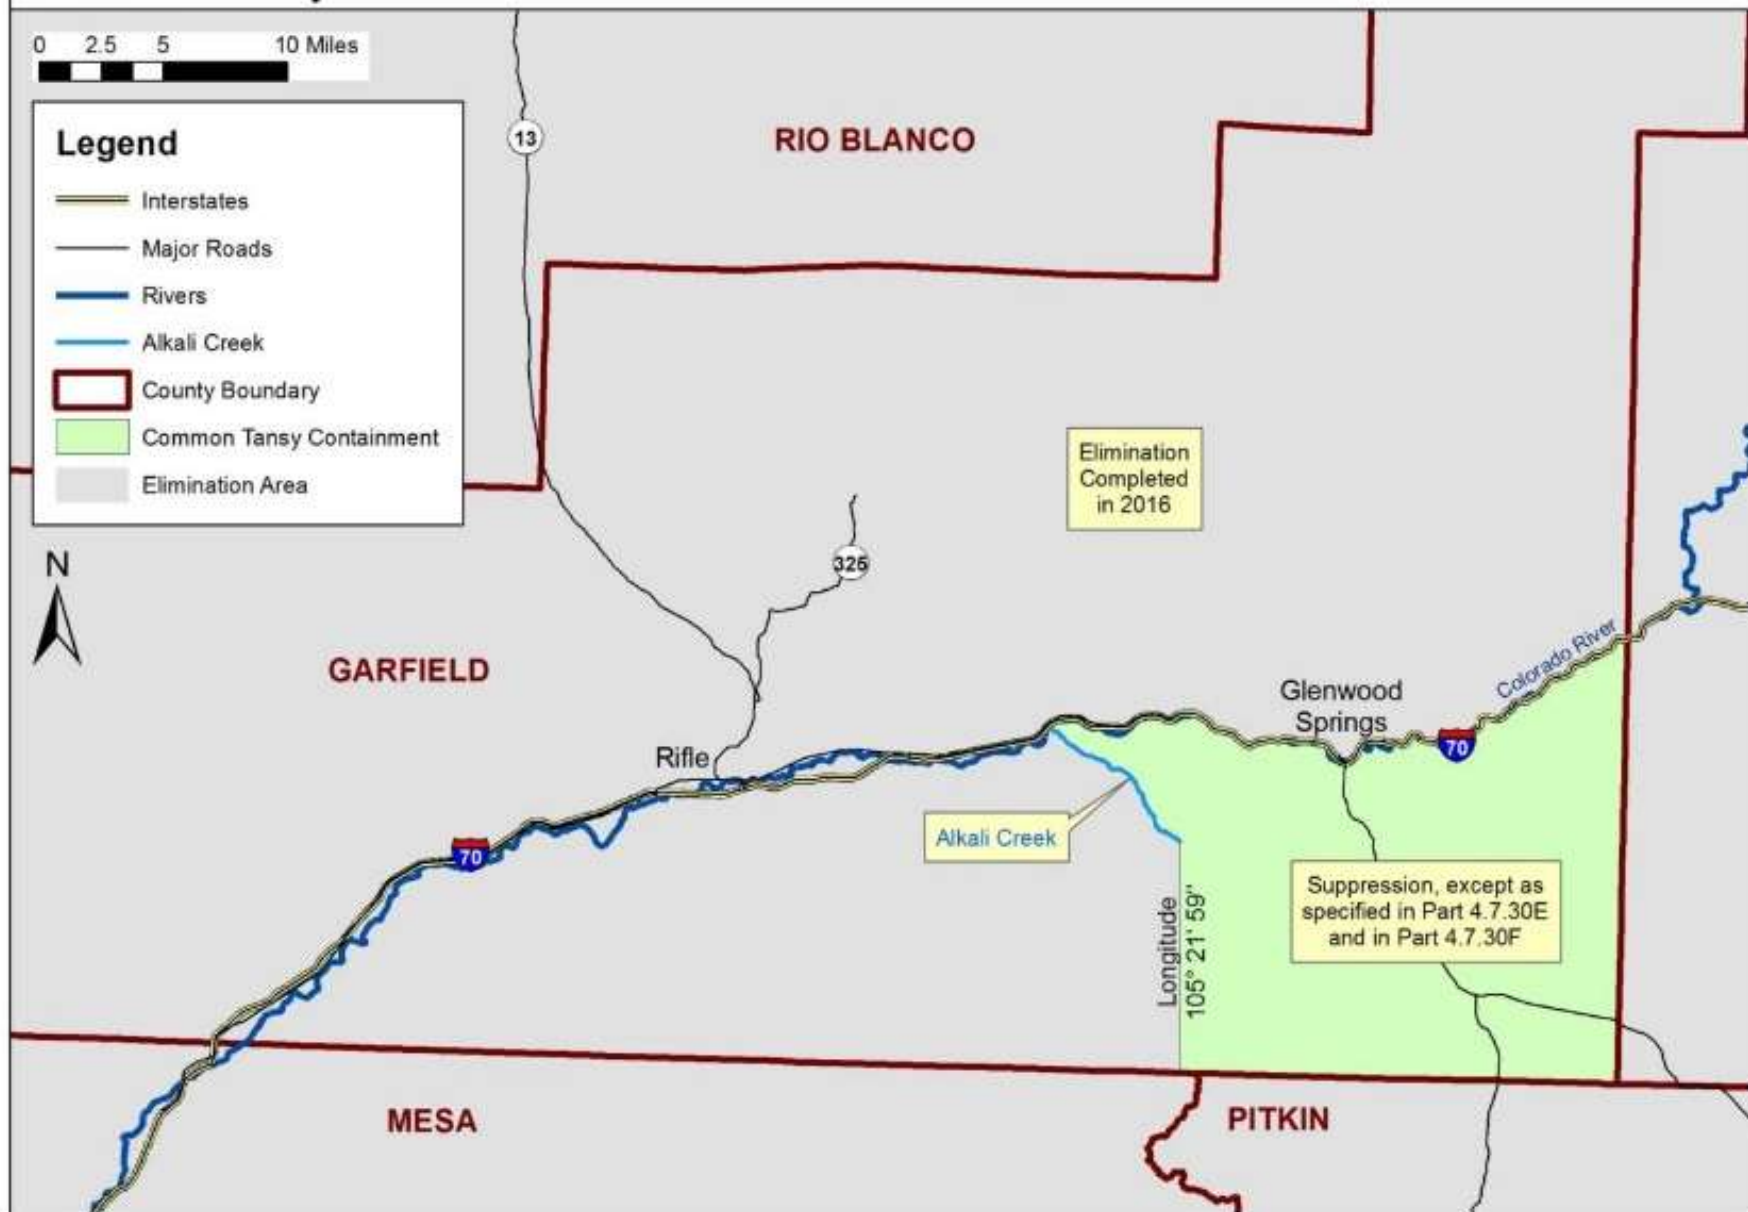 0 2.5 5 10 Miles
Legend
Interstates
Major Roads
Rivers
Alkali Creek
County Boundary
Common Tansy Containment
Elimination Area
N
13
RIO BLANCO
Elimination
Completed
in 2016
325
GARFIELD
Colorado River
Glenwood
Springs
70
Rifle
70
Alkali Creek
Longitude
105° 21' 59"
Suppression, except as
specified in Part 4.7.30E
and in Part 4.7.30F
MESA
PITKIN